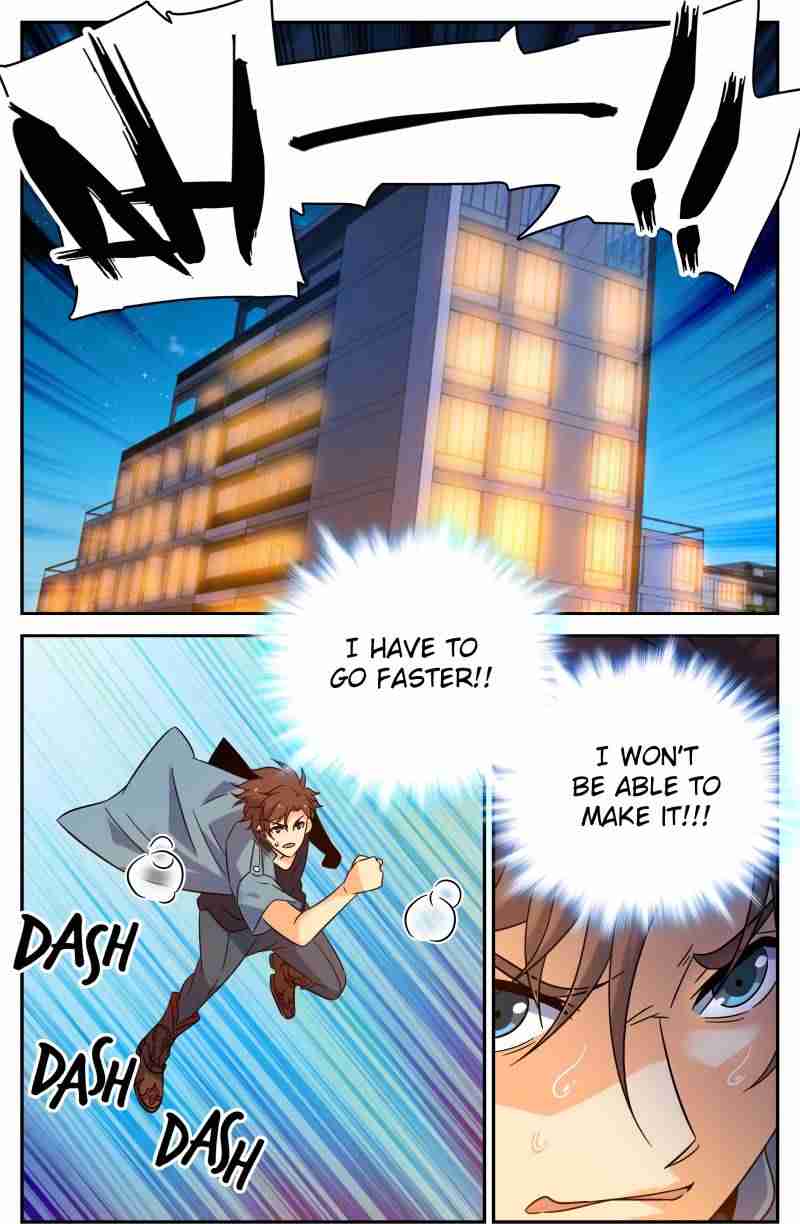 AH—!!
I HAVE TO
GO FASTER!!
I WON'T
BE ABLE TO
MAKE IT!!!
DASH
DASH
DASH